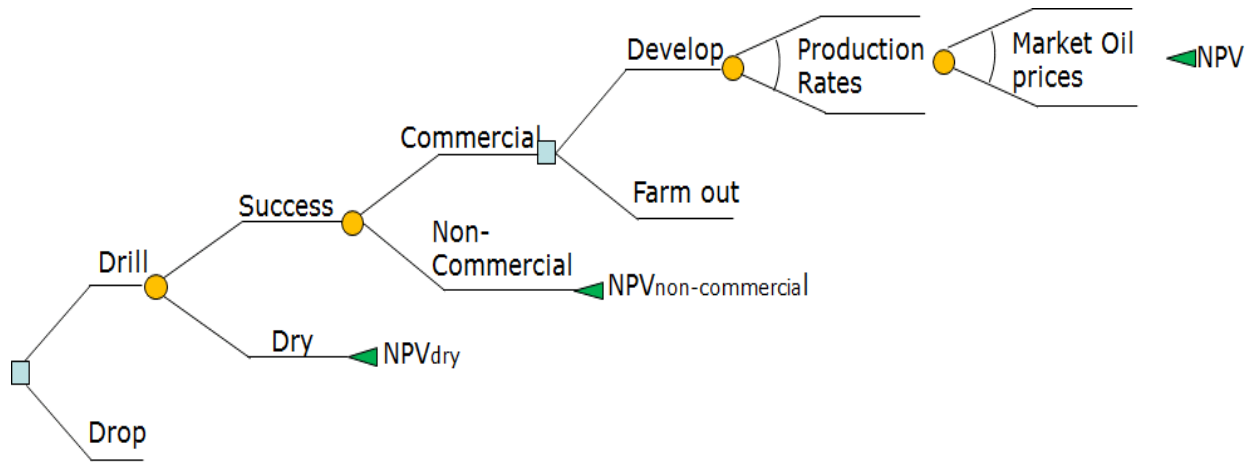 Develop
Production
Rates
Market Oil
prices
NPV
Commercial
Farm out
Success
Non-
Commercial
NPVnon-commercial
Drill
Dry
NPVdry
Drop